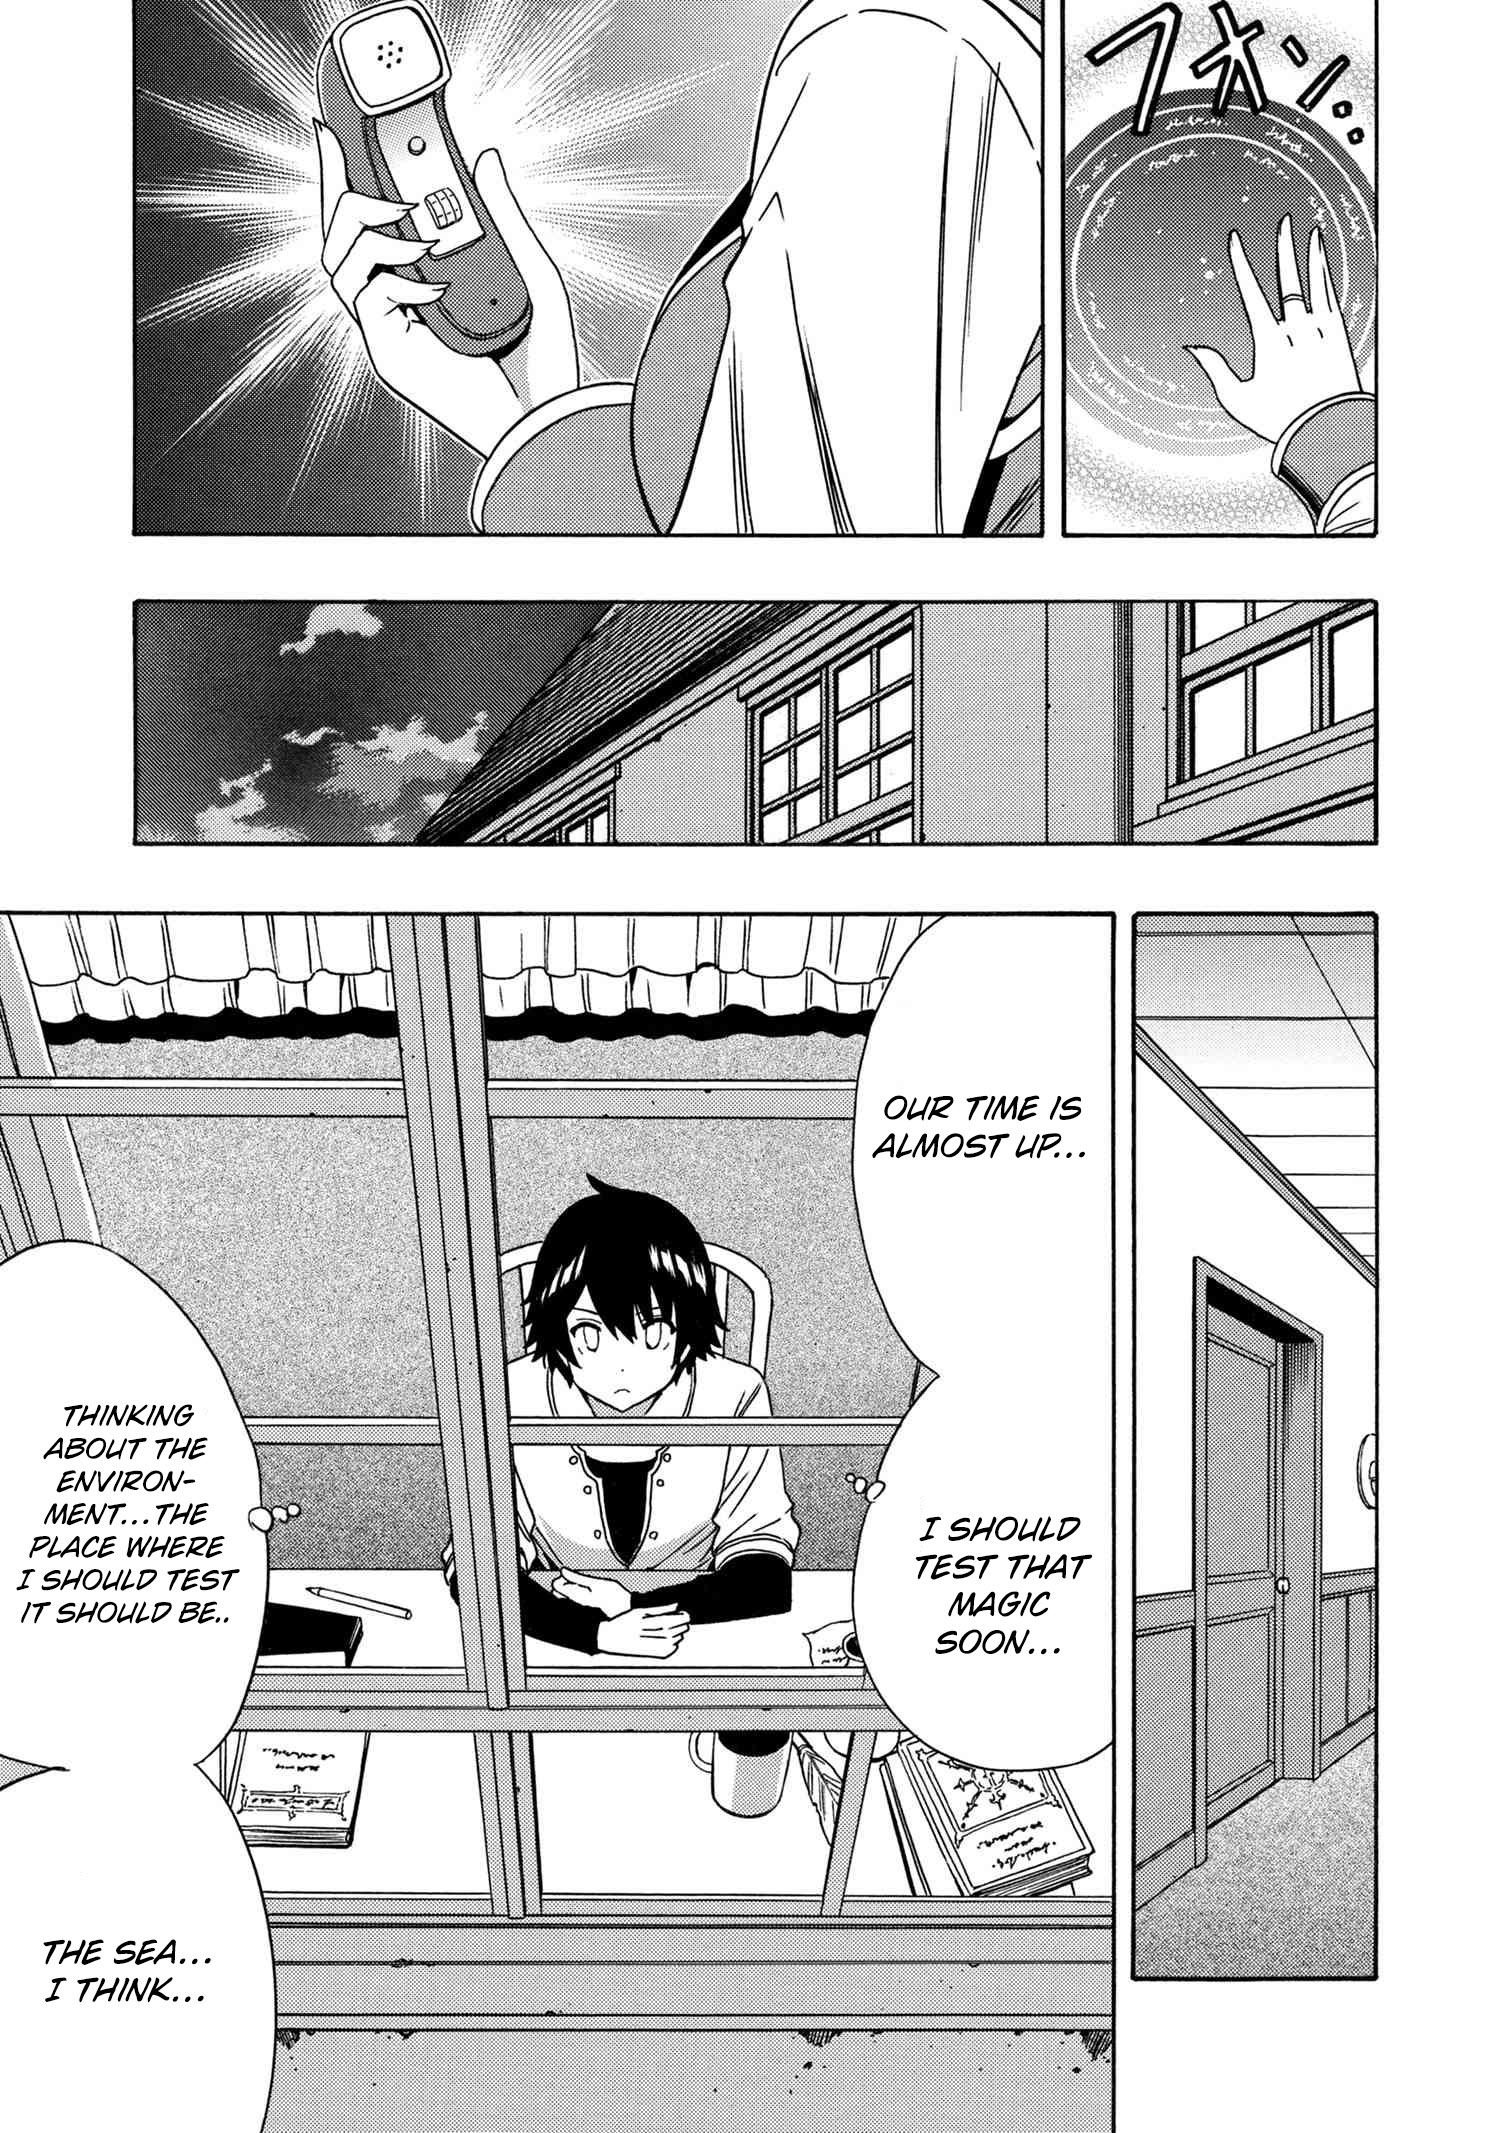 フォン...
OUR TIME IS
ALMOST UP...
I SHOULD
TEST THAT
MAGIC
SOON...
THINKING
ABOUT THE
ENVIRON-
MENT...THE
PLACE WHERE
I SHOULD TEST
IT SHOULD BE..
THE SEA...
I THINK...